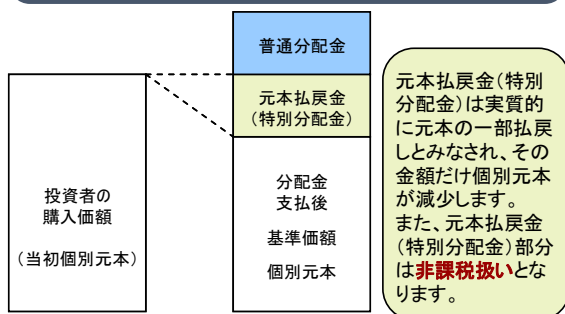 普通分配金
元本払戻金
(特別分配金)
投資者の
購入価額
(当初個別元本)
分配金
支払後
基準価額
個別元本
元本払戻金(特別
分配金)は実質的
に元本の一部払戻
しとみなされ、その
金額だけ個別元本
が減少します。
また、元本払戻金
(特別分配金)部分
は非課税扱いとな
ります。